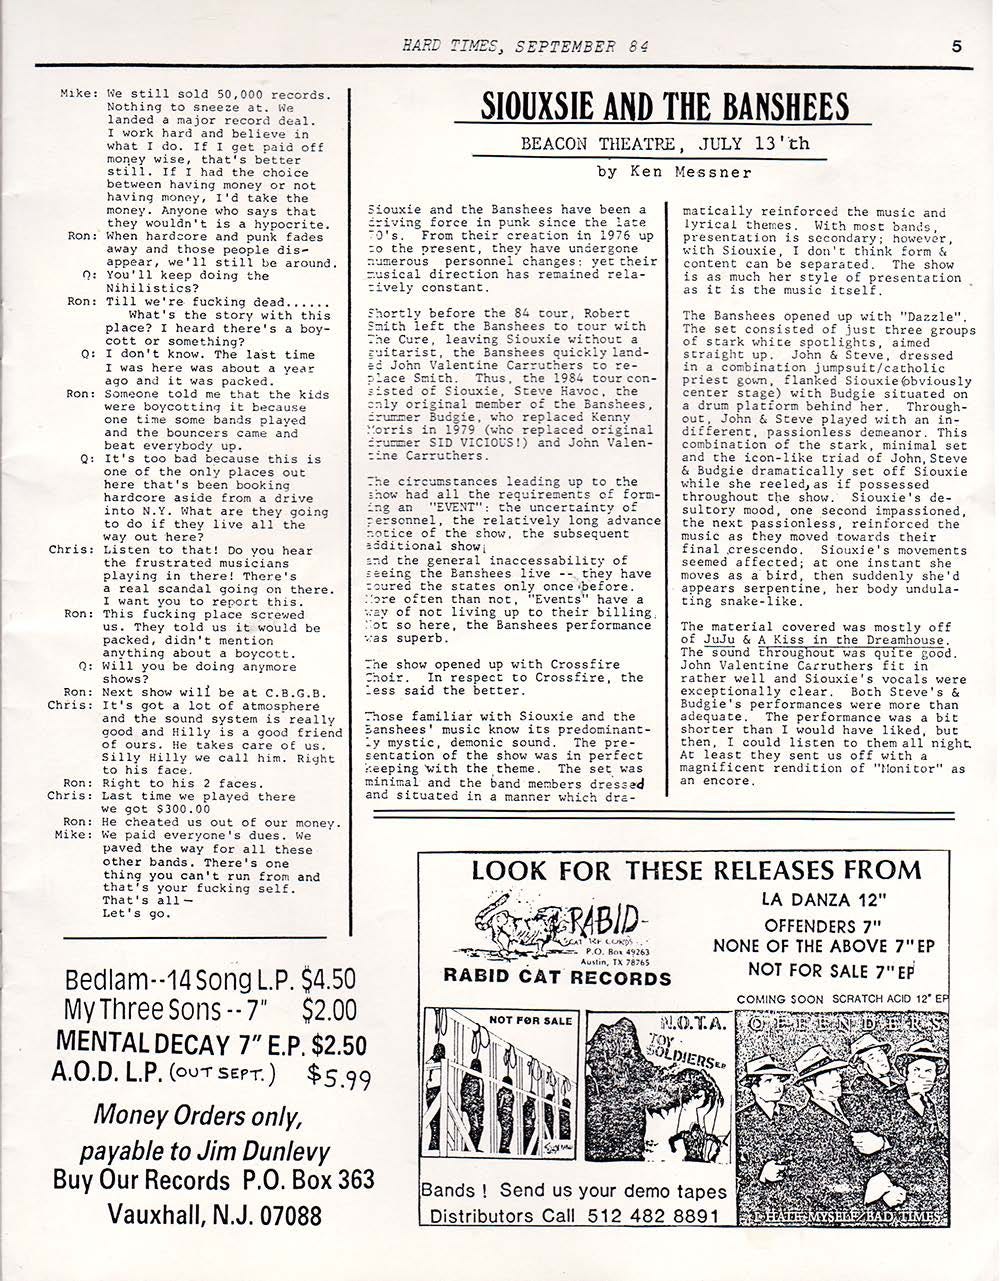 HARD TIMES, SEPTEMBER 84
5
Mike: We still sold 50,000 records.
Nothing to sneeze at. We
landed a major record deal.
I work hard and believe in
what I do. If I get paid off
money wise, that's better
still. If I had the choice
between having money or not
having money, I'd take the
money. Anyone who says that
they wouldn't is a hypocrite.
Ron: When hardcore and punk fades
away and those people dis-
appear, we'll still be around.
Q: You'll keep doing the
Nihilistics?
Ron: Till we're fucking dead......
What's the story with this
place? I heard there's a boy-
cott or something?
Q: I don't know. The last time
I was here was about a year
ago and it was packed.
Ron: Someone told me that the kids
were boycotting it because
one time some bands played
and the bouncers came and
beat everybody up.
Q: It's too bad because this is
one of the only places out
here that's been booking
hardcore aside from a drive
into N.Y. What are they going
to do if they live all the
way out here?
Chris: Listen to that! Do you hear
the frustrated musicians
playing in there! There's
a real scandal going on there.
I want you to report this.
Ron: This fucking place screwed
us. They told us it would be
packed, didn't mention
anything about a boycott.
Q: Will you be doing anymore
shows?
Ron: Next show will be at C.B.G.B.
Chris: It's got a lot of atmosphere
and the sound system is really
good and Hilly is a good friend
of ours. He takes care of us.
Silly Hilly we call him. Right
to his face.
Ron: Right to his 2 faces.
Chris: Last time we played there
we got $300.00
Ron: He cheated us out of our money.
Mike: We paid everyone's dues. We
paved the way for all these
other bands. There's one
thing you can't run from and
that's your fucking self.
That's all—
Let's go.
Bedlam--14 Song L.P. $4.50
My Three Sons -- 7" $2.00
MENTAL DECAY 7" E.P. $2.50
A.O.D. L.P. (OUT SEPT.) $5.99
Money Orders only,
payable to Jim Dunlevy
Buy Our Records P.O. Box 363
Vauxhall, N.J. 07088
SIOUXSIE AND THE BANSHEES
BEACON THEATRE, JULY 13'th
by Ken Messner
Siouxie and the Banshees have been a
driving force in punk since the late
70's. From their creation in 1976 up
to the present, they have undergone
numerous personnel changes; yet their
musical direction has remained rela-
tively constant.
Shortly before the 84 tour, Robert
Smith left the Banshees to tour with
The Cure, leaving Siouxie without a
guitarist, the Banshees quickly land-
ed John Valentine Carruthers to re-
place Smith. Thus, the 1984 tour con-
sisted of Siouxie, Steve Havoc, the
only original member of the Banshees,
drummer Budgie, who replaced Kenny
Morris in 1979 (who replaced original
drummer SID VICIOUS!) and John Valen-
tine Carruthers.
The circumstances leading up to the
show had all the requirements of form-
ing an "EVENT": the uncertainty of
personnel, the relatively long advance
notice of the show, the subsequent
additional show;
and the general inaccessability of
seeing the Banshees live -- they have
toured the states only once before.
More often than not, "Events" have a
way of not living up to their billing.
Not so here, the Banshees performance
was superb.
The show opened up with Crossfire
Choir. In respect to Crossfire, the
less said the better.
Those familiar with Siouxie and the
Banshees' music know its predominant-
ly mystic, demonic sound. The pre-
sentation of the show was in perfect
keeping with the theme. The set was
minimal and the band members dressed
and situated in a manner which dra-
matically reinforced the music and
lyrical themes. With most bands,
presentation is secondary; however,
with Siouxie, I don't think form &
content can be separated. The show
is as much her style of presentation
as it is the music itself.
The Banshees opened up with "Dazzle".
The set consisted of just three groups
of stark white spotlights, aimed
straight up. John & Steve, dressed
in a combination jumpsuit/catholic
priest gown, flanked Siouxie(obviously
center stage) with Budgie situated on
a drum platform behind her. Through-
out, John & Steve played with an in-
different, passionless demeanor. This
combination of the stark, minimal set
and the icon-like triad of John, Steve
& Budgie dramatically set off Siouxie
while she reeled, as if possessed
throughout the show. Siouxie's de-
sultory mood, one second impassioned,
the next passionless, reinforced the
music as they moved towards their
final crescendo. Siouxie's movements
seemed affected; at one instant she
moves as a bird, then suddenly she'd
appears serpentine, her body undula-
ting snake-like.
The material covered was mostly off
of JuJu & A Kiss in the Dreamhouse.
The sound throughout was quite good.
John Valentine Carruthers fit in
rather well and Siouxie's vocals were
exceptionally clear. Both Steve's &
Budgie's performances were more than
adequate. The performance was a bit
shorter than I would have liked, but
then, I could listen to them all night.
At least they sent us off with a
magnificent rendition of "Monitor" as
an encore.
LOOK FOR THESE RELEASES FROM
RABID
CAT RECORDS
P.O. Box 49263
Austin, TX 78765
RABID CAT RECORDS
LA DANZA 12"
OFFENDERS 7"
NONE OF THE ABOVE 7" EP
NOT FOR SALE 7" EP
COMING SOON SCRATCH ACID 12" EP
NOT FOR SALE
N.O.T.A.
TOY
SOLDIERS E.P.
OFFENDERS
I HATE MYSELF/BAD TIMES
Bands ! Send us your demo tapes
Distributors Call 512 482 8891